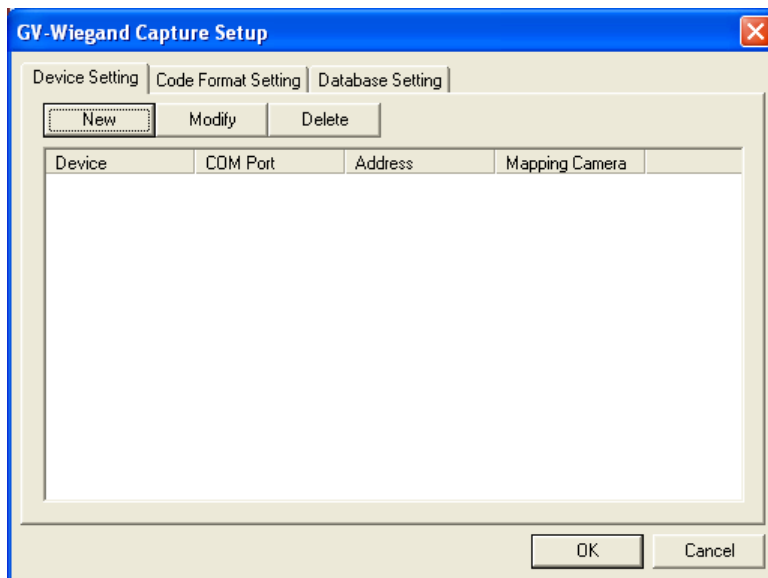 GV-Wiegand Capture Setup
Device Setting Code Format Setting Database Setting
New Modify Delete
Device COM Port Address Mapping Camera
OK Cancel